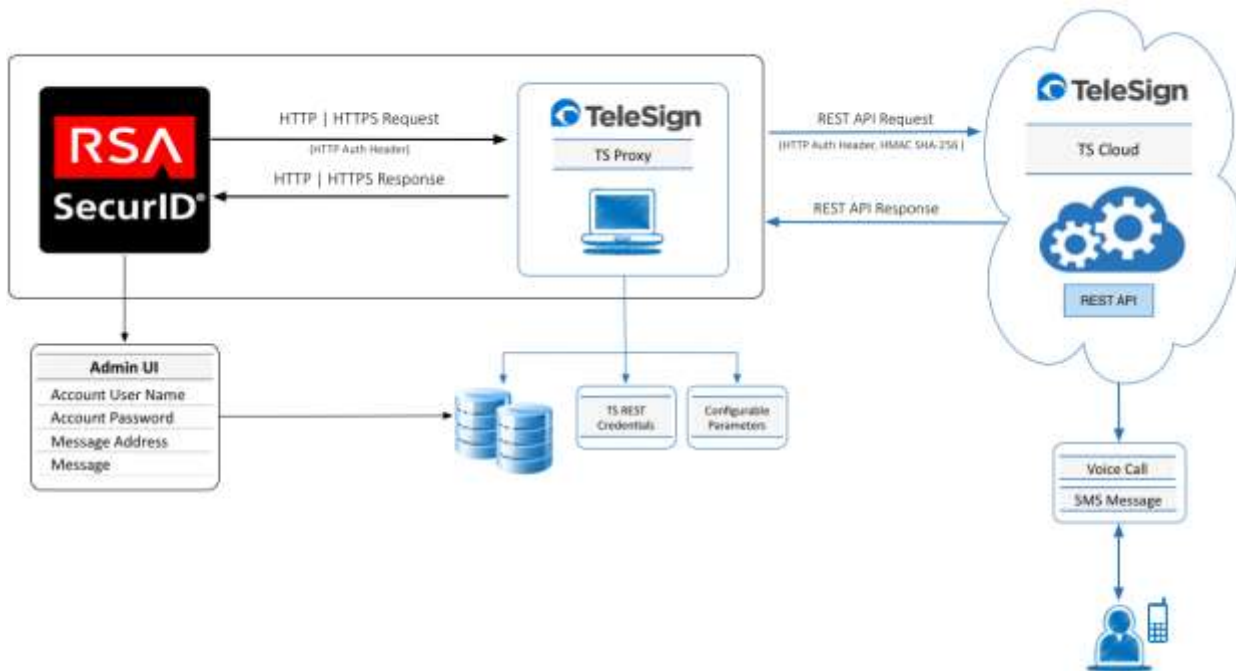 RSA
SecurID®
HTTP | HTTPS Request
(HTTP Auth Header)
HTTP | HTTPS Response
TeleSign
TS Proxy
REST API Request
(HTTP Auth Header, HMAC SHA-256 )
REST API Response
TeleSign
TS Cloud
REST API
Admin UI
Account User Name
Account Password
Message Address
Message
TS REST
Credentials
Configurable
Parameters
Voice Call
SMS Message